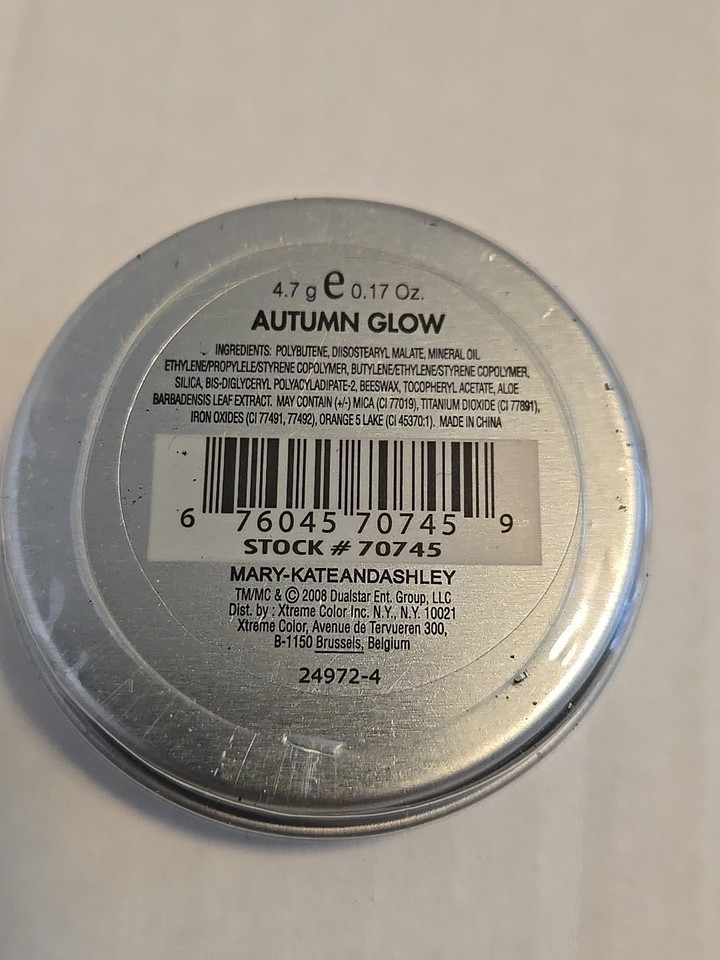 4.7 g e 0.17 Oz.
AUTUMN GLOW
INGREDIENTS: POLYBUTENE, DIISOSTEARYL MALATE, MINERAL OIL
ETHYLENE/PROPYLELE/STYRENE COPOLYMER, BUTYLENE/ETHYLENE/STYRENE COPOLYMER,
SILICA, BIS-DIGLYCERYL POLYACYLADIPATE-2, BEESWAX, TOCOPHERYL ACETATE, ALOE
BARBADENSIS LEAF EXTRACT. MAY CONTAIN (+/-) MICA (CI 77019), TITANIUM DIOXIDE (CI 77891),
IRON OXIDES (CI 77491, 77492), ORANGE 5 LAKE (CI 45370:1). MADE IN CHINA
6 76045 70745 9
STOCK # 70745
MARY-KATEANDASHLEY
TM/MC & © 2008 Dualstar Ent. Group, LLC
Dist. by : Xtreme Color Inc. N.Y., N.Y. 10021
Xtreme Color, Avenue de Tervueren 300,
B-1150 Brussels, Belgium
24972-4